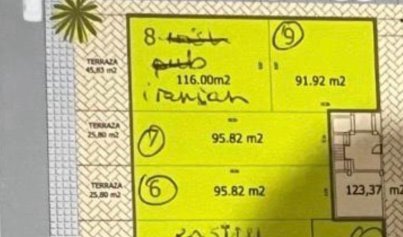 8 ⑨
TERRAZA
45,85 m2
pub
116.00m2 91.92 m2
iranian
TERRAZA
25,80 m2
⑦ 95.82 m2
TERRAZA
25,80 m2
⑥ 95.82 m2 123,37 m2